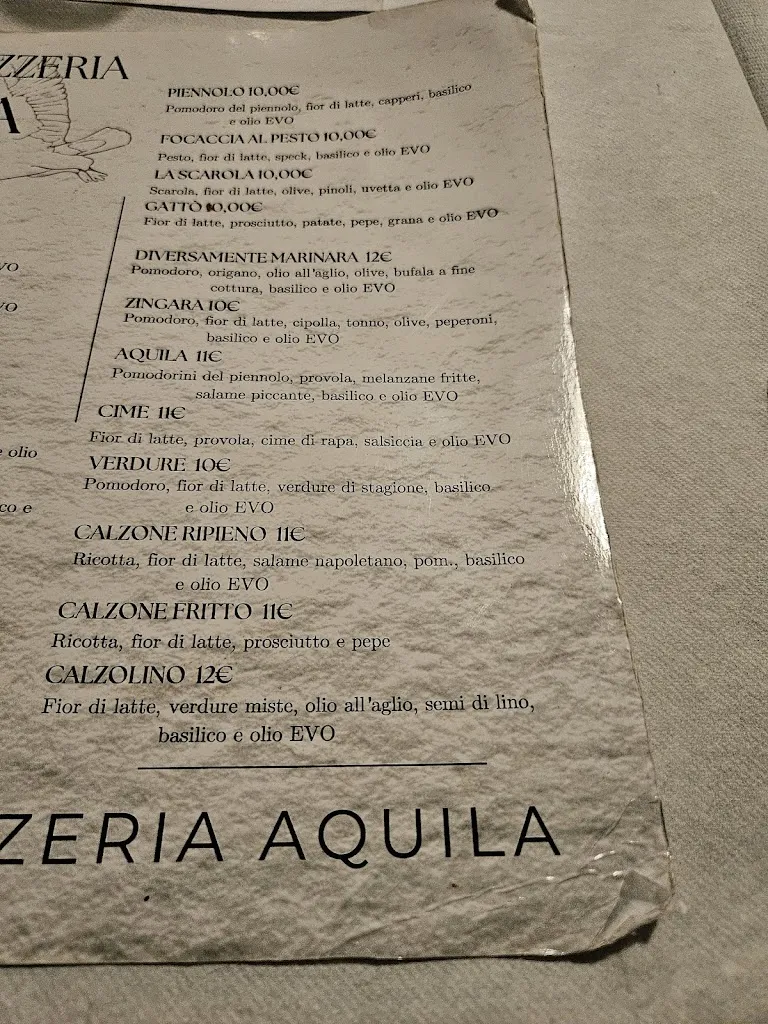 ZZERIA
A
PIENNOLO 10,00€
Pomodoro del piennolo, fior di latte, capperi, basilico
e olio EVO
FOCACCIA AL PESTO 10,00€
Pesto, fior di latte, speck, basilico e olio EVO
LA SCAROLA 10,00€
Scarola, fior di latte, olive, pinoli, uvetta e olio EVO
GATTÒ 10,00€
Fior di latte, prosciutto, patate, pepe, grana e olio EVO
DIVERSAMENTE MARINARA 12€
Pomodoro, origano, olio all'aglio, olive, bufala a fine
cottura, basilico e olio EVO
ZINGARA 10€
Pomodoro, fior di latte, cipolla, tonno, olive, peperoni,
basilico e olio EVO
AQUILA 11€
Pomodorini del piennolo, provola, melanzane fritte,
salame piccante, basilico e olio EVO
CIME 11€
Fior di latte, provola, cime di rapa, salsiccia e olio EVO
VERDURE 10€
Pomodoro, fior di latte, verdure di stagione, basilico
e olio EVO
CALZONE RIPIENO 11€
Ricotta, fior di latte, salame napoletano, pom., basilico
e olio EVO
CALZONE FRITTO 11€
Ricotta, fior di latte, prosciutto e pepe
CALZOLINO 12€
Fior di latte, verdure miste, olio all'aglio, semi di lino,
basilico e olio EVO
VO
VO
e olio
co e
ZERIA AQUILA